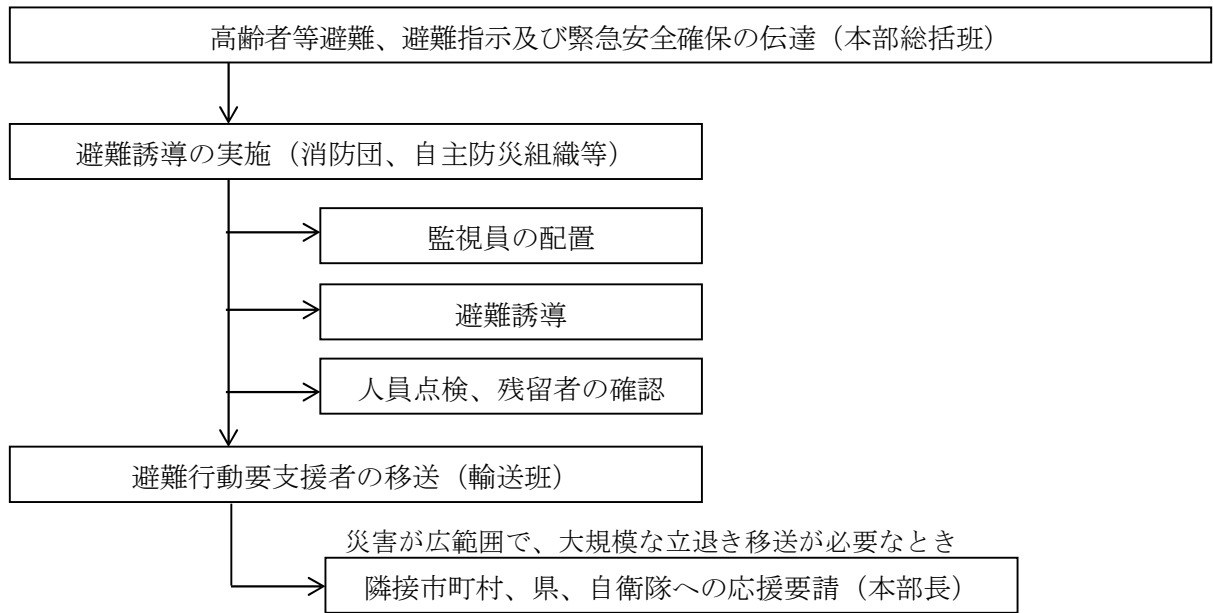 高齢者等避難、避難指示及び緊急安全確保の伝達（本部総括班）
避難誘導の実施（消防団、自主防災組織等）
監視員の配置
避難誘導
人員点検、残留者の確認
避難行動要支援者の移送（輸送班）
災害が広範囲で、大規模な立退き移送が必要なとき
隣接市町村、県、自衛隊への応援要請（本部長）